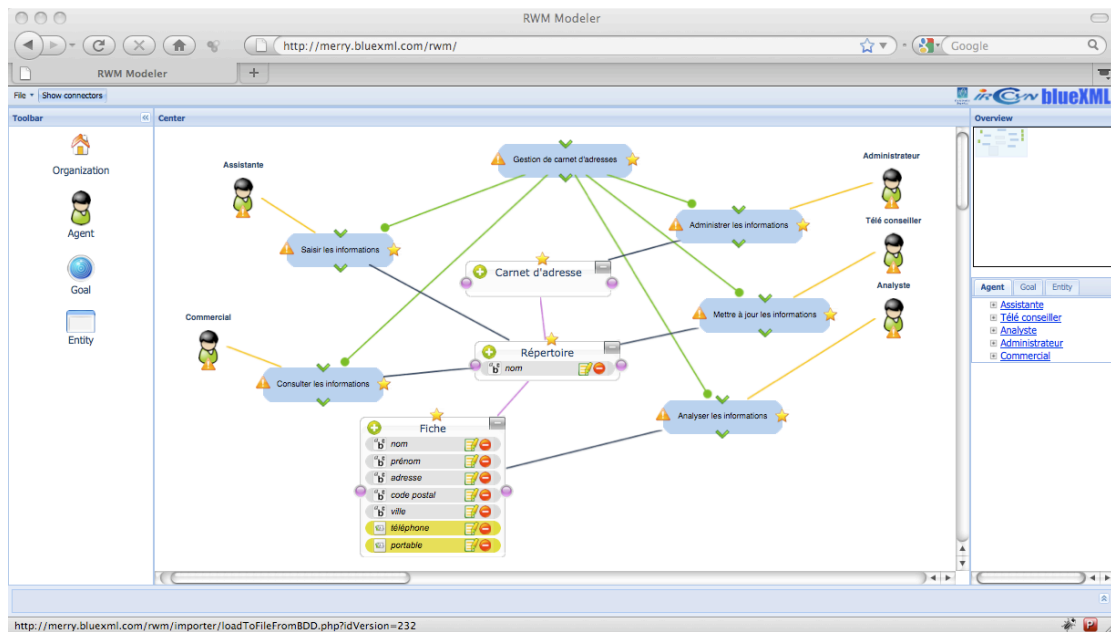 RWM Modeler
http://merry.bluexml.com/rwm/
Google
RWM Modeler
File Show connectors
IRCCyN blueXML
Toolbar
Center
Overview
Organization
Agent
Goal
Entity
Assistante
Gestion de carnet d'adresses
Administrateur
Administrer les informations
Télé conseiller
Saisir les informations
Carnet d'adresse
Analyste
Mettre à jour les informations
Commercial
Répertoire
nom
Consulter les informations
Analyser les informations
Fiche
nom
prénom
adresse
code postal
ville
téléphone
portable
Agent Goal Entity
Assistante
Télé conseiller
Analyste
Administrateur
Commercial
http://merry.bluexml.com/rwm/importer/loadToFileFromBDD.php?idVersion=232